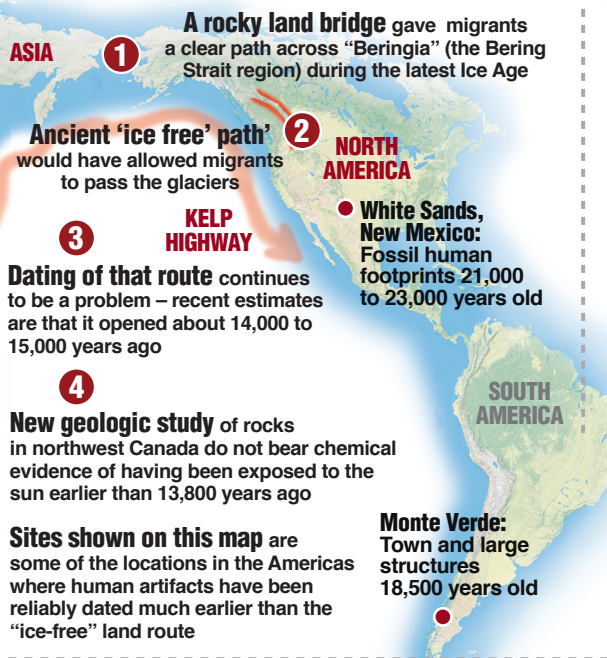 A rocky land bridge gave migrants
a clear path across “Beringia” (the Bering
Strait region) during the latest Ice Age
ASIA
1
Ancient ‘ice free’ path’
would have allowed migrants
to pass the glaciers
2
NORTH
AMERICA
KELP
HIGHWAY
White Sands,
New Mexico:
Fossil human
footprints 21,000
to 23,000 years old
3
Dating of that route continues
to be a problem – recent estimates
are that it opened about 14,000 to
15,000 years ago
4
New geologic study of rocks
in northwest Canada do not bear chemical
evidence of having been exposed to the
sun earlier than 13,800 years ago
SOUTH
AMERICA
Sites shown on this map are
some of the locations in the Americas
where human artifacts have been
reliably dated much earlier than the
“ice-free” land route
Monte Verde:
Town and large
structures
18,500 years old